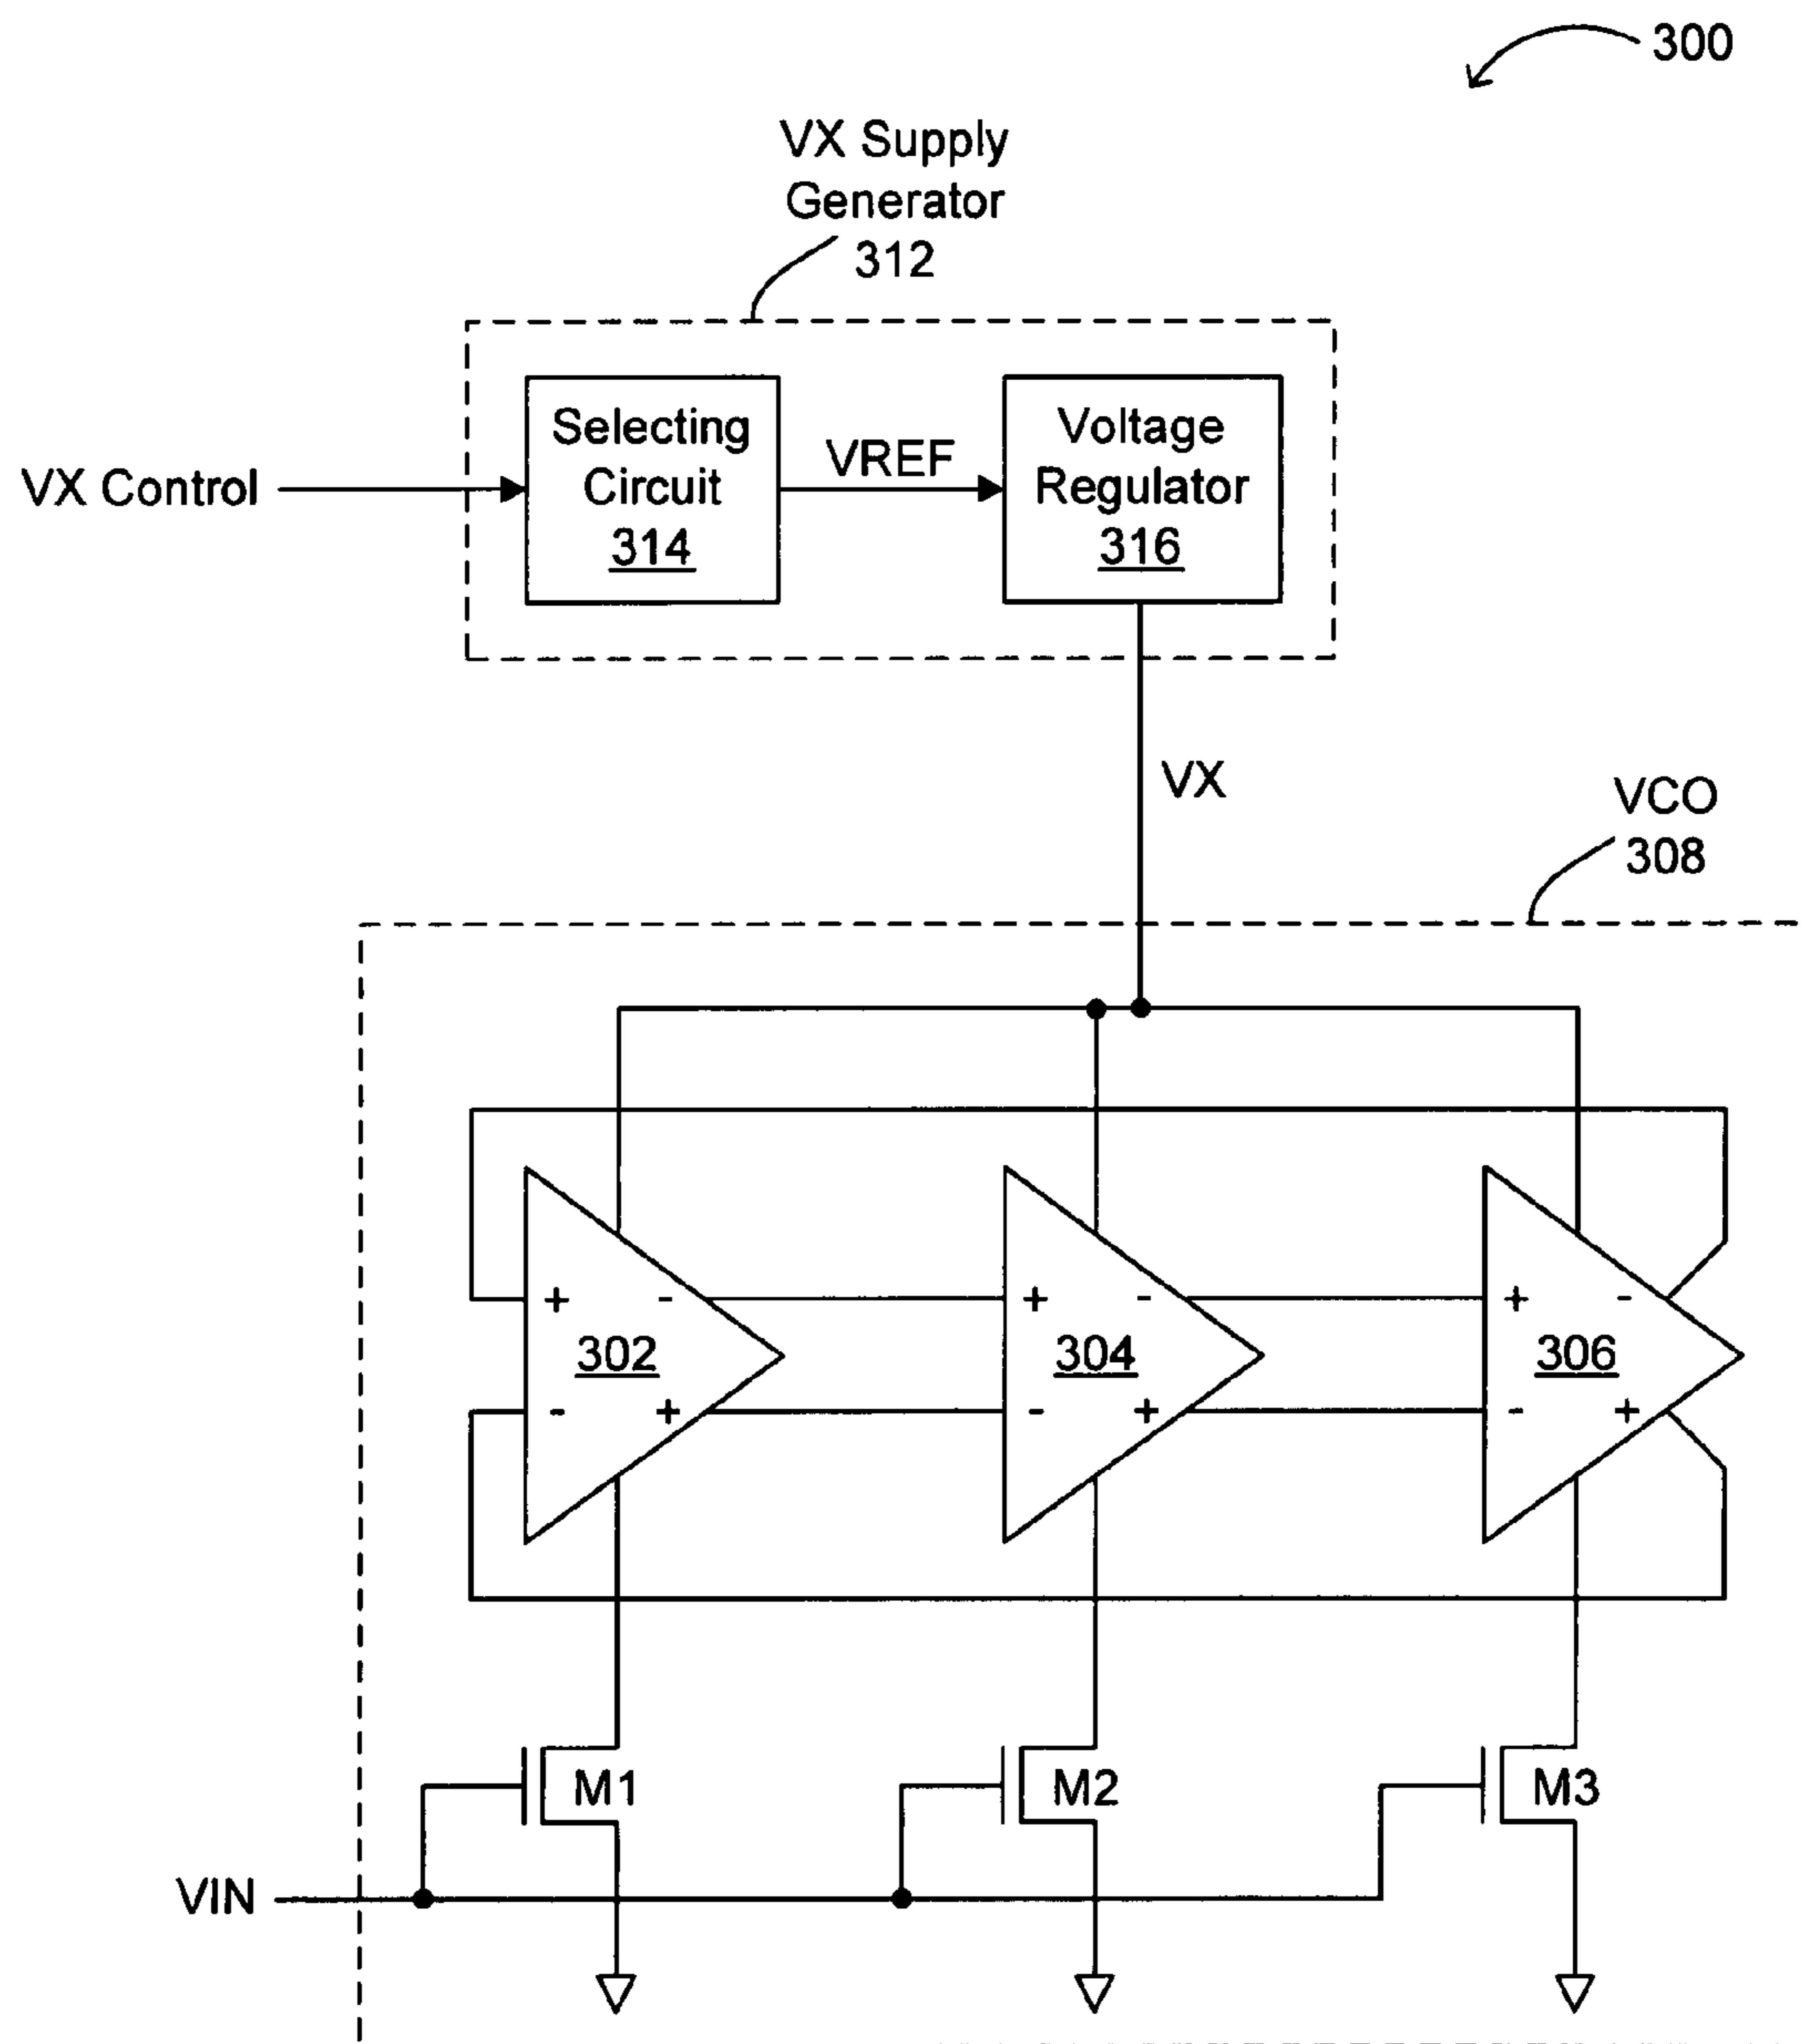 300
VX Supply
Generator
312
Selecting
Circuit
314
VREF
Voltage
Regulator
316
VX Control
VX
VCO
308
+ -
302
- +
+ -
304
- +
+ -
306
- +
M1
M2
M3
VIN